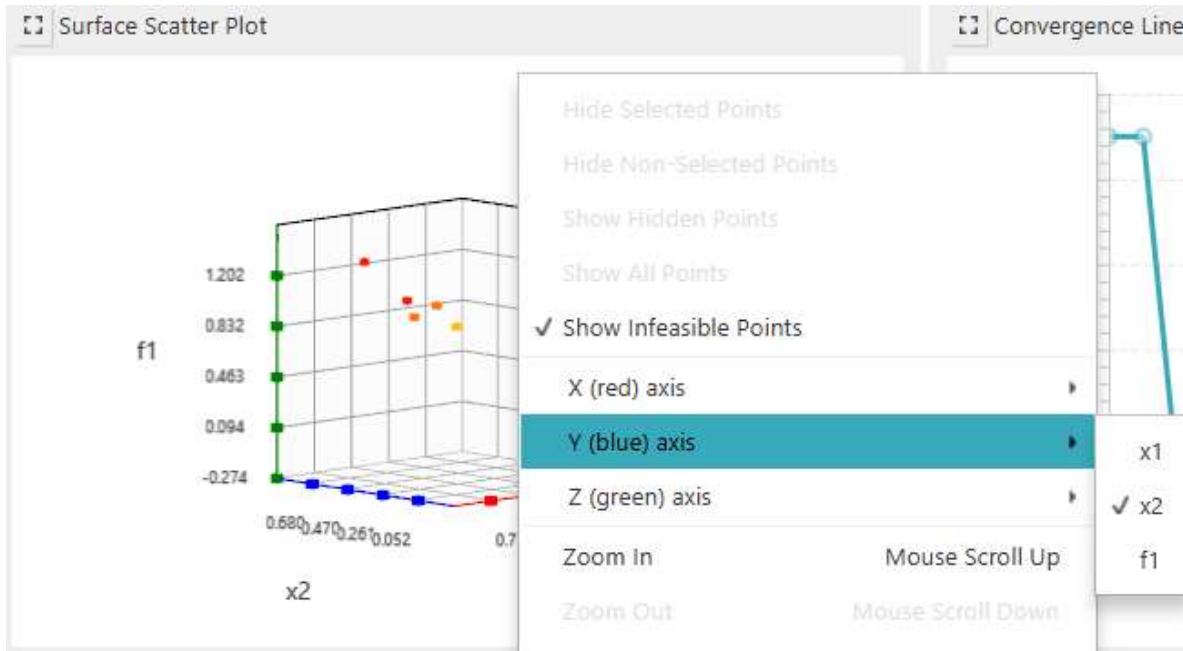 Surface Scatter Plot
Convergence Line
Hide Selected Points
Hide Non-Selected Points
Show Hidden Points
Show All Points
✓ Show Infeasible Points
X (red) axis
Y (blue) axis
Z (green) axis
Zoom In Mouse Scroll Up
Zoom Out Mouse Scroll Down
x1
✓ x2
f1
f1
1.202
0.832
0.463
0.094
-0.274
0.680 0.470 0.261 0.052
0.7
x2